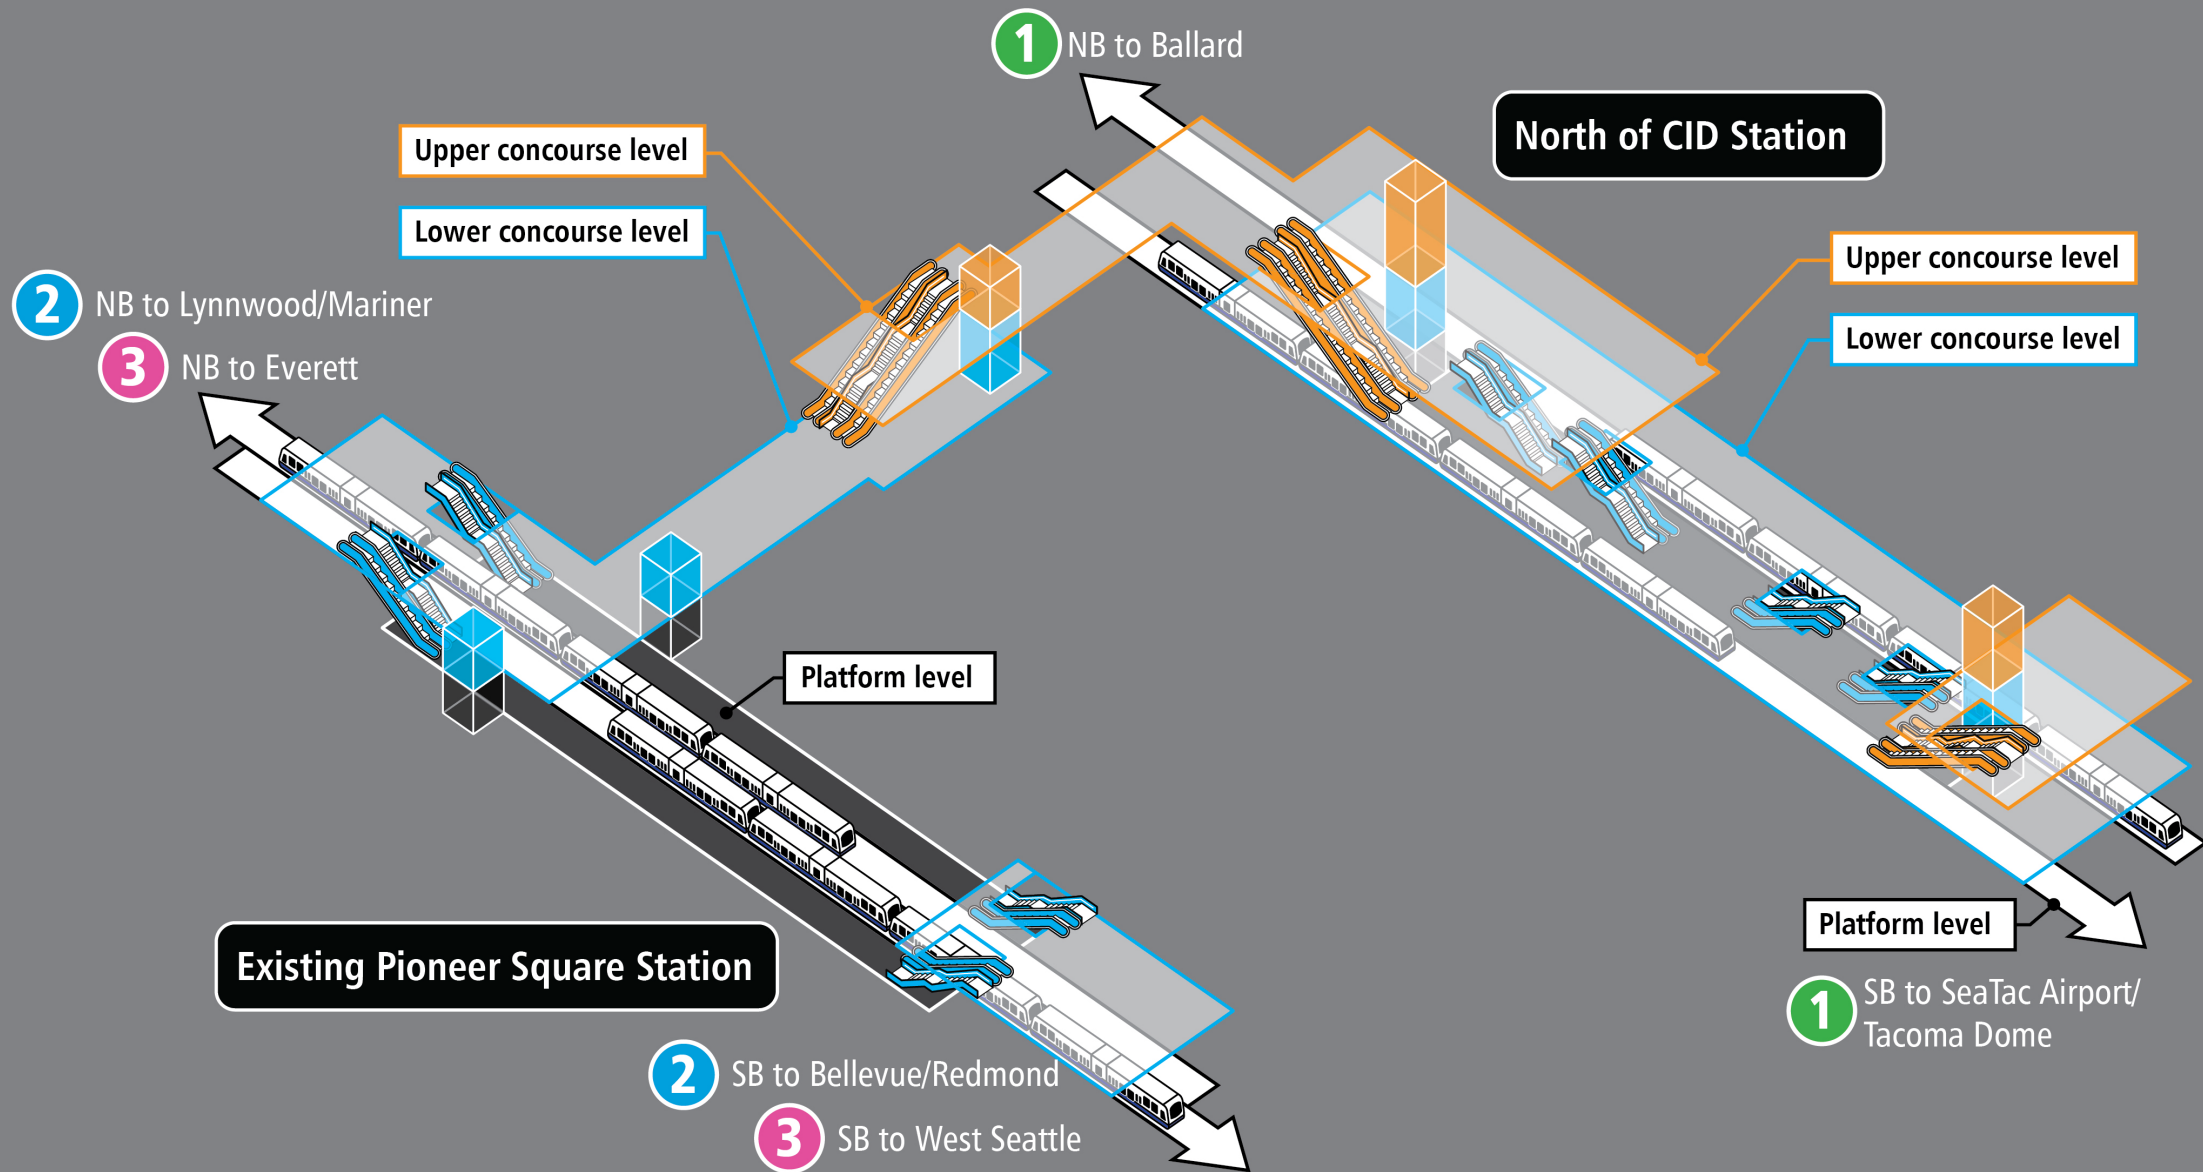 1 NB to Ballard
North of CID Station
Upper concourse level
Lower concourse level
Upper concourse level
Lower concourse level
2 NB to Lynnwood/Mariner
3 NB to Everett
Platform level
Existing Pioneer Square Station
Platform level
1 SB to SeaTac Airport/
Tacoma Dome
2 SB to Bellevue/Redmond
3 SB to West Seattle